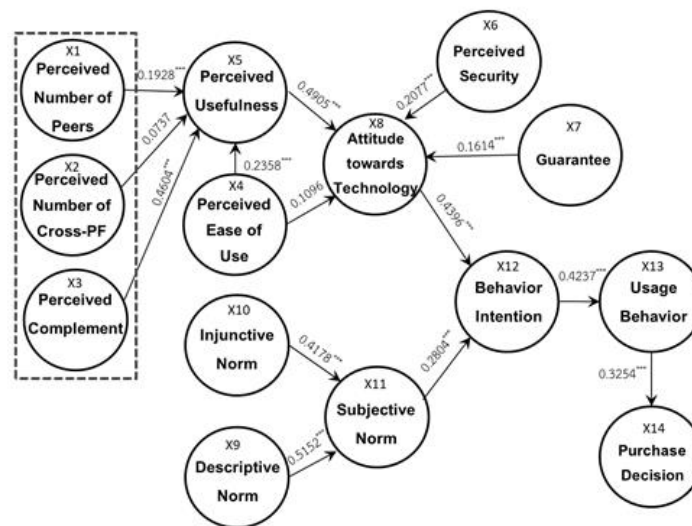 X1
Perceived
Number of
Peers
0.1928***
X2
Perceived
Number of
Cross-PF
0.0737
X3
Perceived
Complement
0.4604***
X5
Perceived
Usefulness
0.4905***
0.2358***
X4
Perceived
Ease of
Use
0.1096
X6
Perceived
Security
0.2077***
X7
Guarantee
0.1614***
X8
Attitude
towards
Technology
0.4396***
X10
Injunctive
Norm
0.4178***
X9
Descriptive
Norm
0.5152***
X11
Subjective
Norm
0.2804***
X12
Behavior
Intention
0.4237***
X13
Usage
Behavior
0.3254***
X14
Purchase
Decision